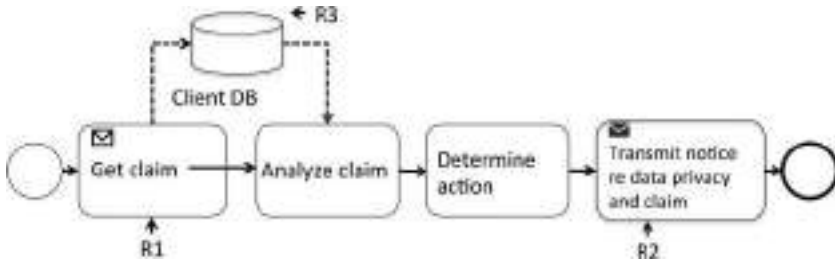 R3
Client DB
Get claim
Analyze claim
Determine
action
Transmit notice
re data privacy
and claim
R1
R2